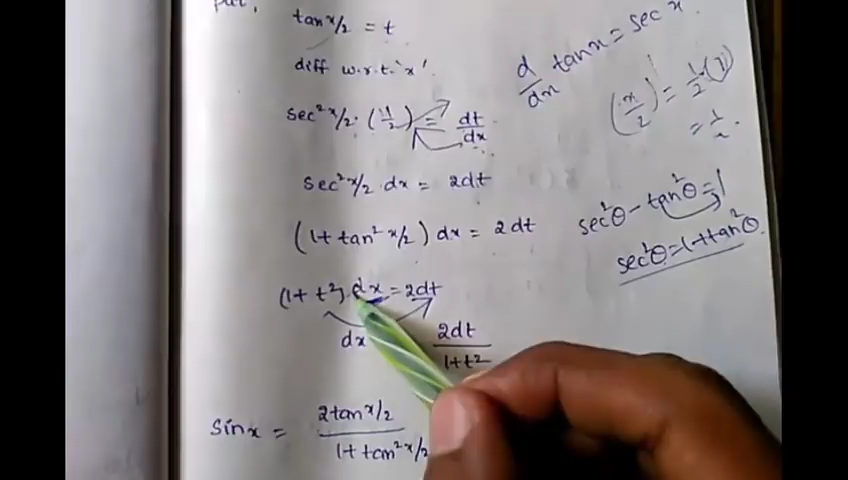 put,
tan x/2 = t
diff w.r.t. 'x'
sec² x/2 · (1/2) = dt/dx
sec² x/2 · dx = 2dt
(1 + tan² x/2) dx = 2dt
(1 + t²) dx = 2dt
dx 2dt/1+t²
sin x = 2tan x/2 / 1 + tan² x/2
d/dx tan x = sec x
(x/2)' = 1/2 (1)
= 1/2.
sec²θ - tan²θ = 1
sec²θ = 1 + tan²θ.